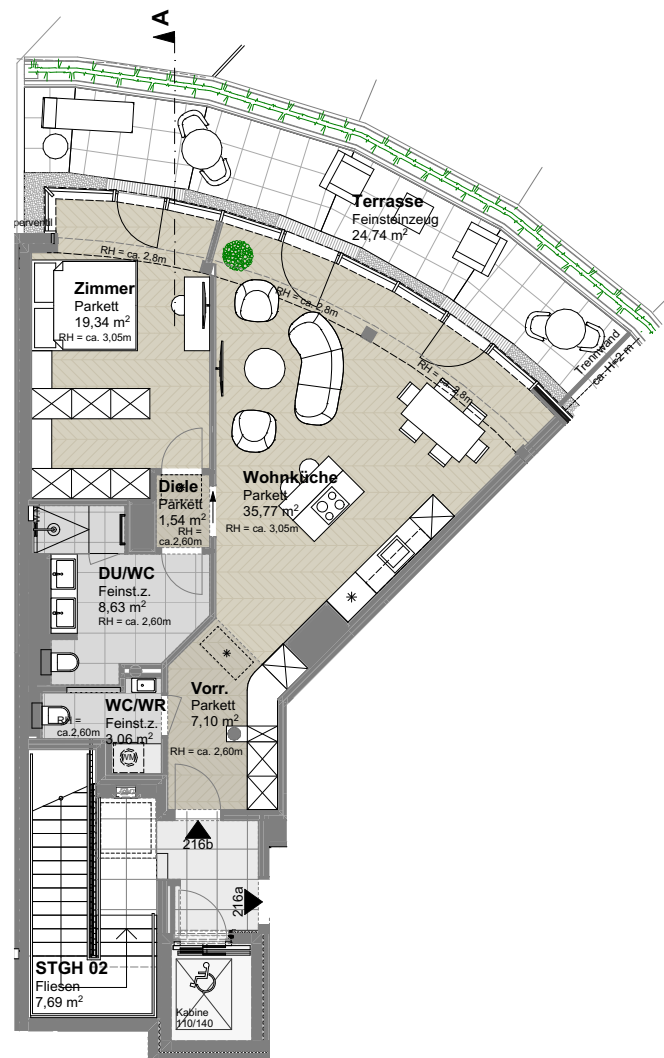 A
Terrasse
Feinsteinzeug
24,74 m²
perventil
RH = ca. 2,8m
Zimmer
Parkett
19,34 m²
RH = ca. 3,05m
RH = ca. 2,8m
Trennwand
ca. H=2 m
RH = ca. 2,8m
Diele
Parkett
1,54 m²
RH =
ca.2,60m
Wohnküche
Parkett
35,77 m²
RH = ca. 3,05m
DU/WC
Feinst.z.
8,63 m²
RH = ca. 2,60m
Vorr.
Parkett
7,10 m²
RH = ca. 2,60m
WC/WR
Feinst.z.
3,06 m²
RH =
ca.2,60m
WM
216b
216a
STGH 02
Fliesen
7,69 m²
Kabine
110/140